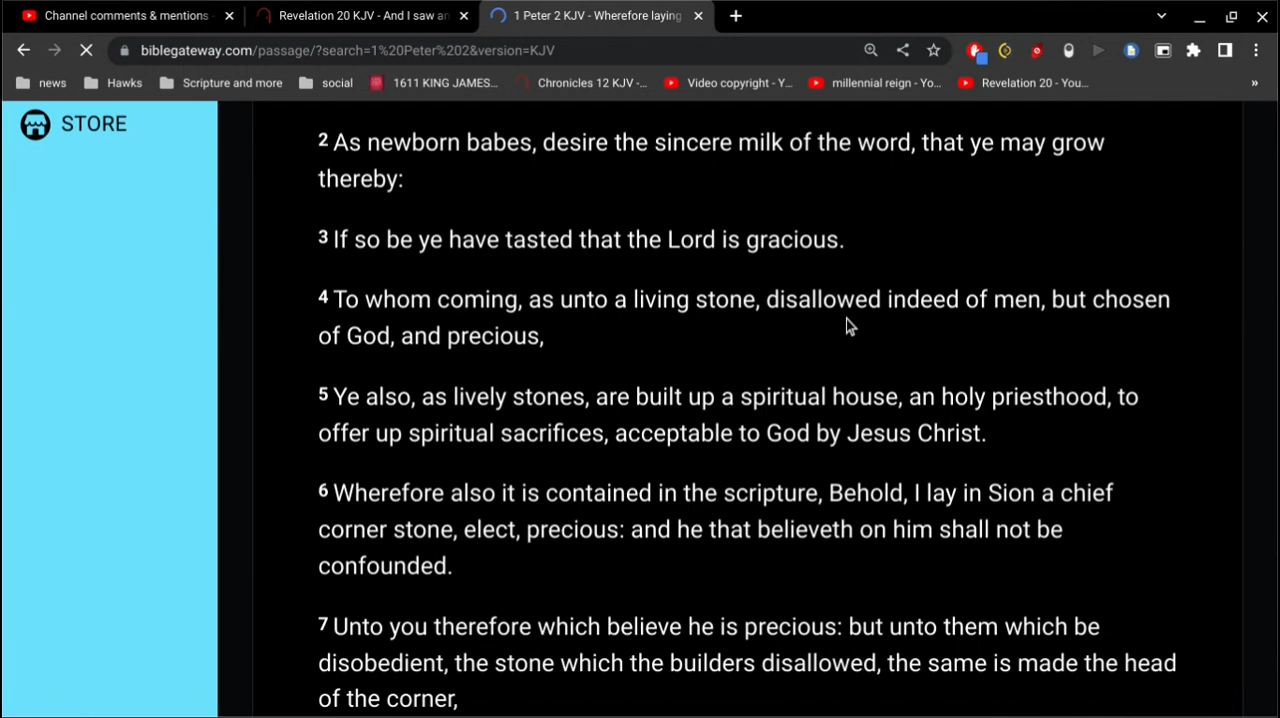 Channel comments & mentions -
Revelation 20 KJV - And I saw an
1 Peter 2 KJV - Wherefore laying
biblegateway.com/passage/?search=1%20Peter%202&version=KJV
news
Hawks
Scripture and more
social
1611 KING JAMES...
Chronicles 12 KJV -...
Video copyright - Y...
millennial reign - Yo...
Revelation 20 - You...
»
STORE
2 As newborn babes, desire the sincere milk of the word, that ye may grow
thereby:
3 If so be ye have tasted that the Lord is gracious.
4 To whom coming, as unto a living stone, disallowed indeed of men, but chosen
of God, and precious,
5 Ye also, as lively stones, are built up a spiritual house, an holy priesthood, to
offer up spiritual sacrifices, acceptable to God by Jesus Christ.
6 Wherefore also it is contained in the scripture, Behold, I lay in Sion a chief
corner stone, elect, precious: and he that believeth on him shall not be
confounded.
7 Unto you therefore which believe he is precious: but unto them which be
disobedient, the stone which the builders disallowed, the same is made the head
of the corner,